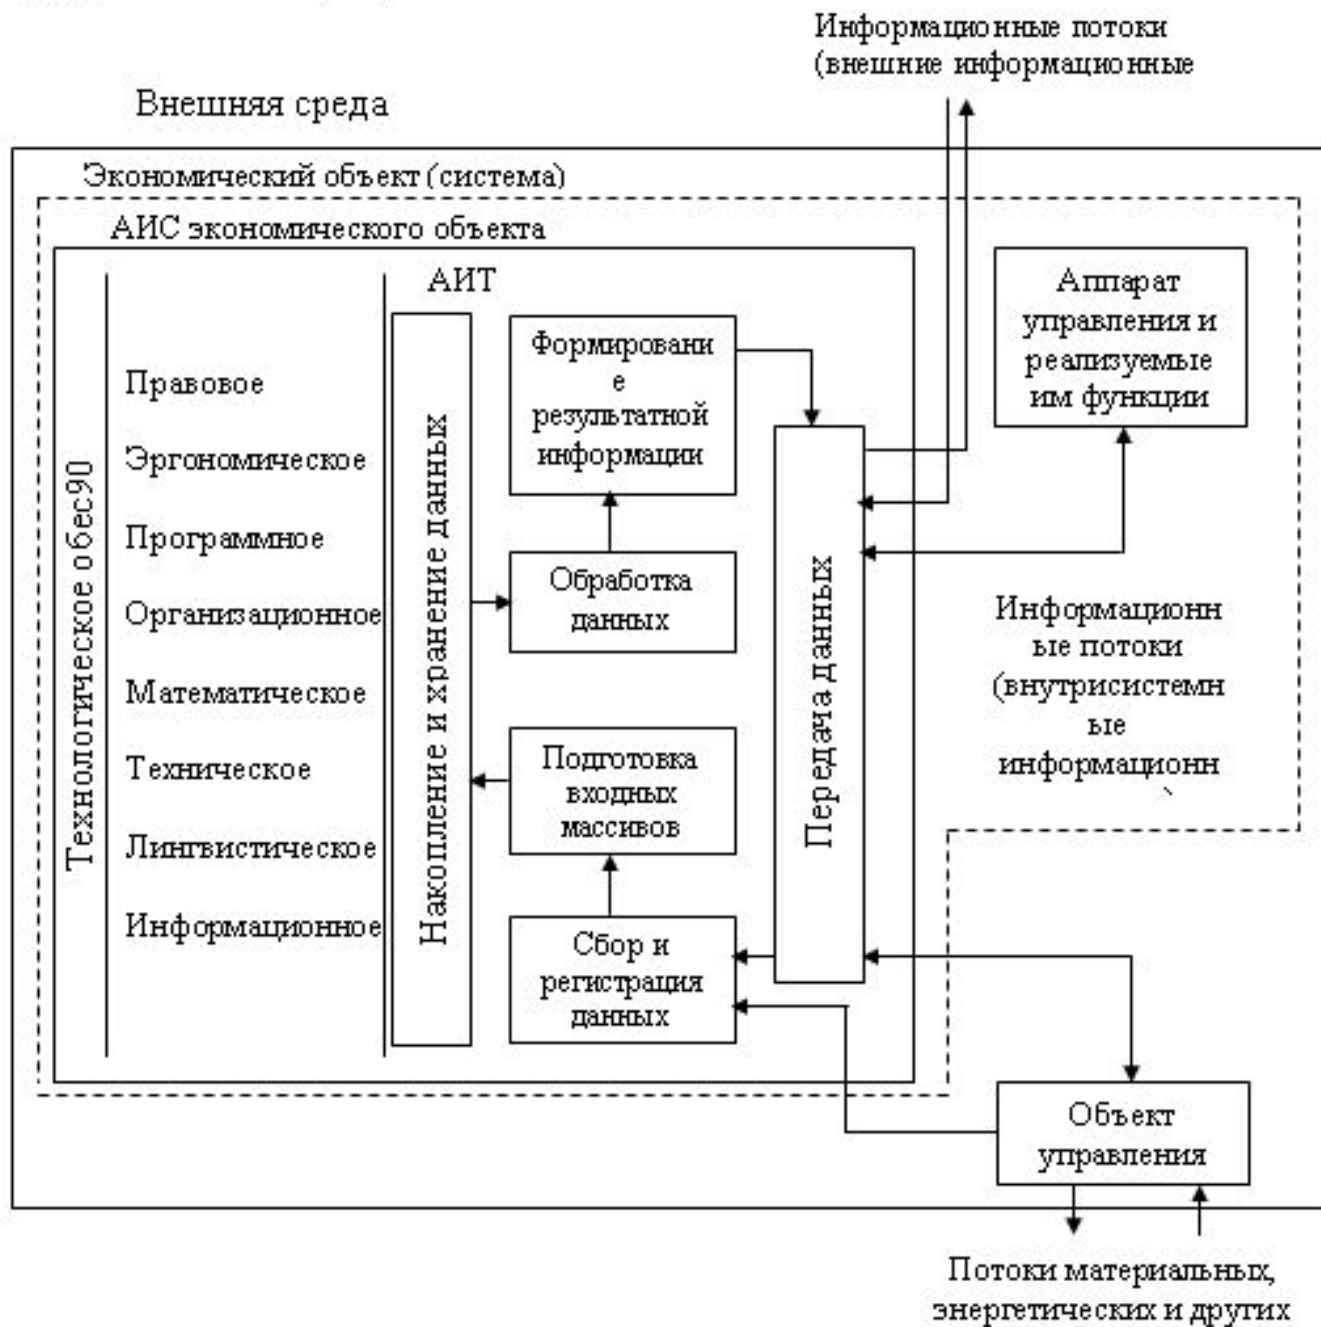 Информационные потоки
(внешние информационные
Внешняя среда
Экономический объект (система)
АИС экономического объекта
АИТ
Технологическое обес90
Правовое
Эргономическое
Программное
Организационное
Математическое
Техническое
Лингвистическое
Информационное
Накопление и хранение данных
Формировани
е
результатной
информации
Обработка
данных
Подготовка
входных
массивов
Сбор и
регистрация
данных
Передача данных
Аппарат
управления и
реализуемые
им функции
Информационн
ые потоки
(внутрисистемн
ые
информационн
Объект
управления
Потоки материальных,
энергетических и других